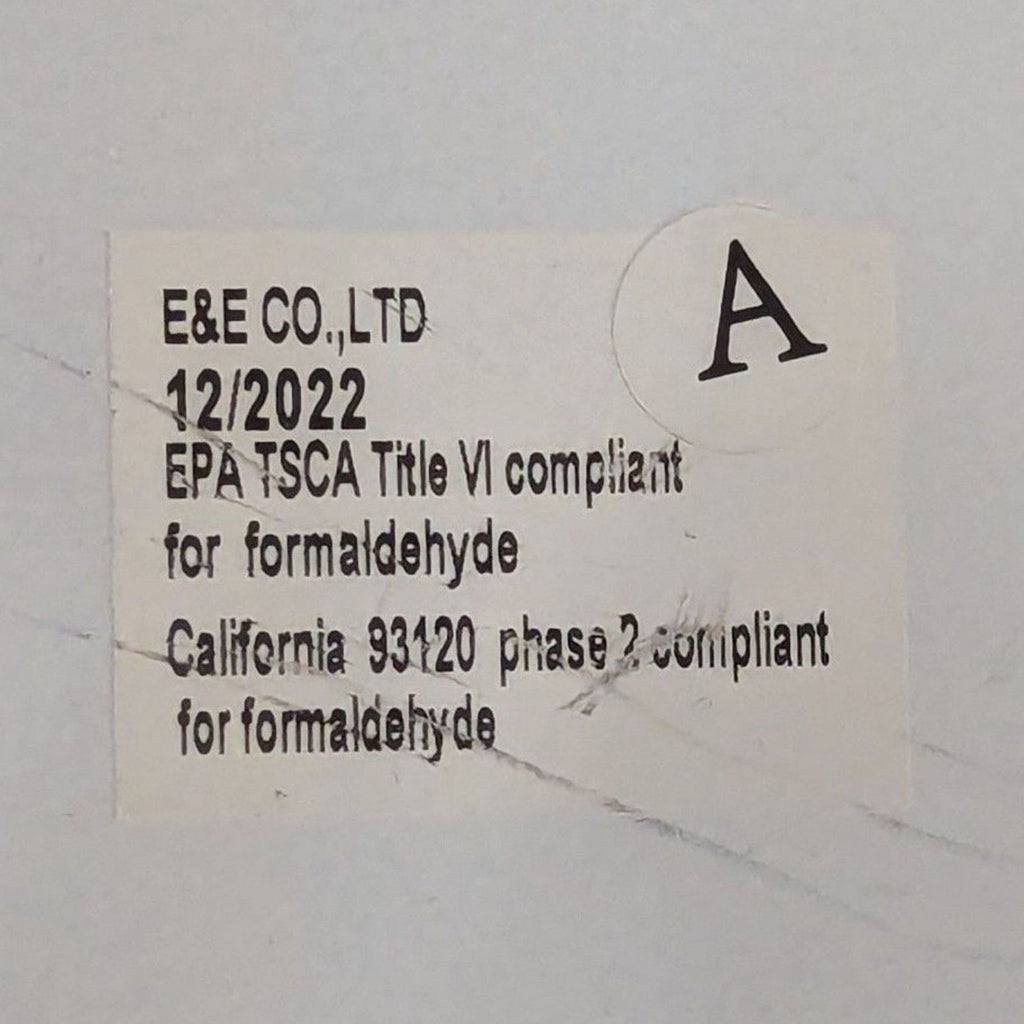 A
E&E CO.,LTD
12/2022
EPA TSCA Title VI compliant
for formaldehyde
California 93120 phase 2 compliant
for formaldehyde